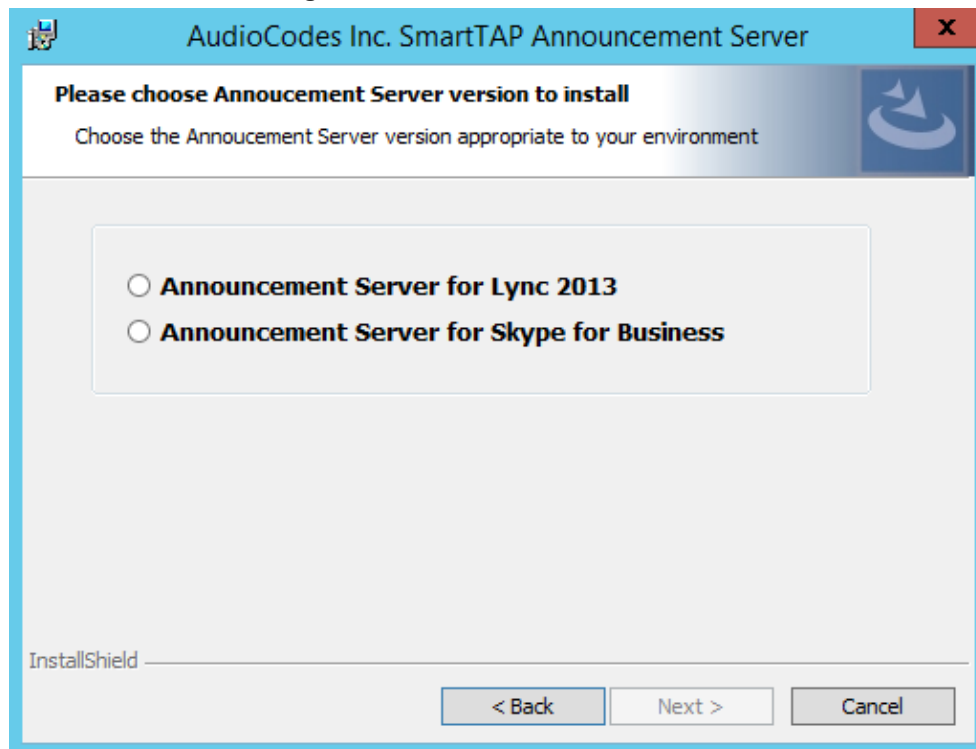 AudioCodes Inc. SmartTAP Announcement Server
x
Please choose Annoucement Server version to install
Choose the Annoucement Server version appropriate to your environment
Announcement Server for Lync 2013
Announcement Server for Skype for Business
InstallShield
< Back Next > Cancel